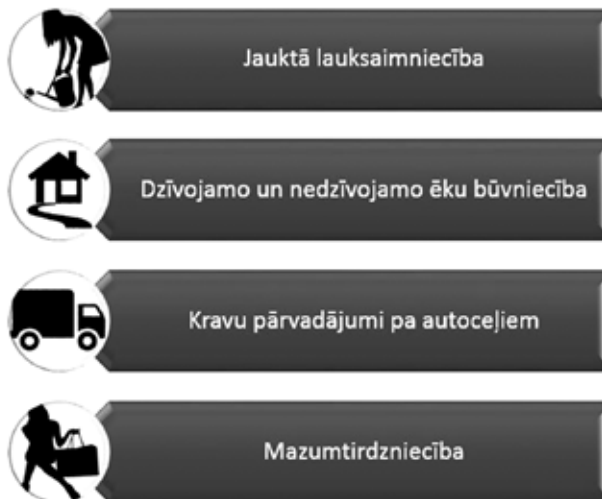 Jauktā lauksaimniecība
Dzīvojamo un nedzīvojamo ēku būvniecība
Kravu pārvadājumi pa autoceļiem
Mazumtirdzniecība